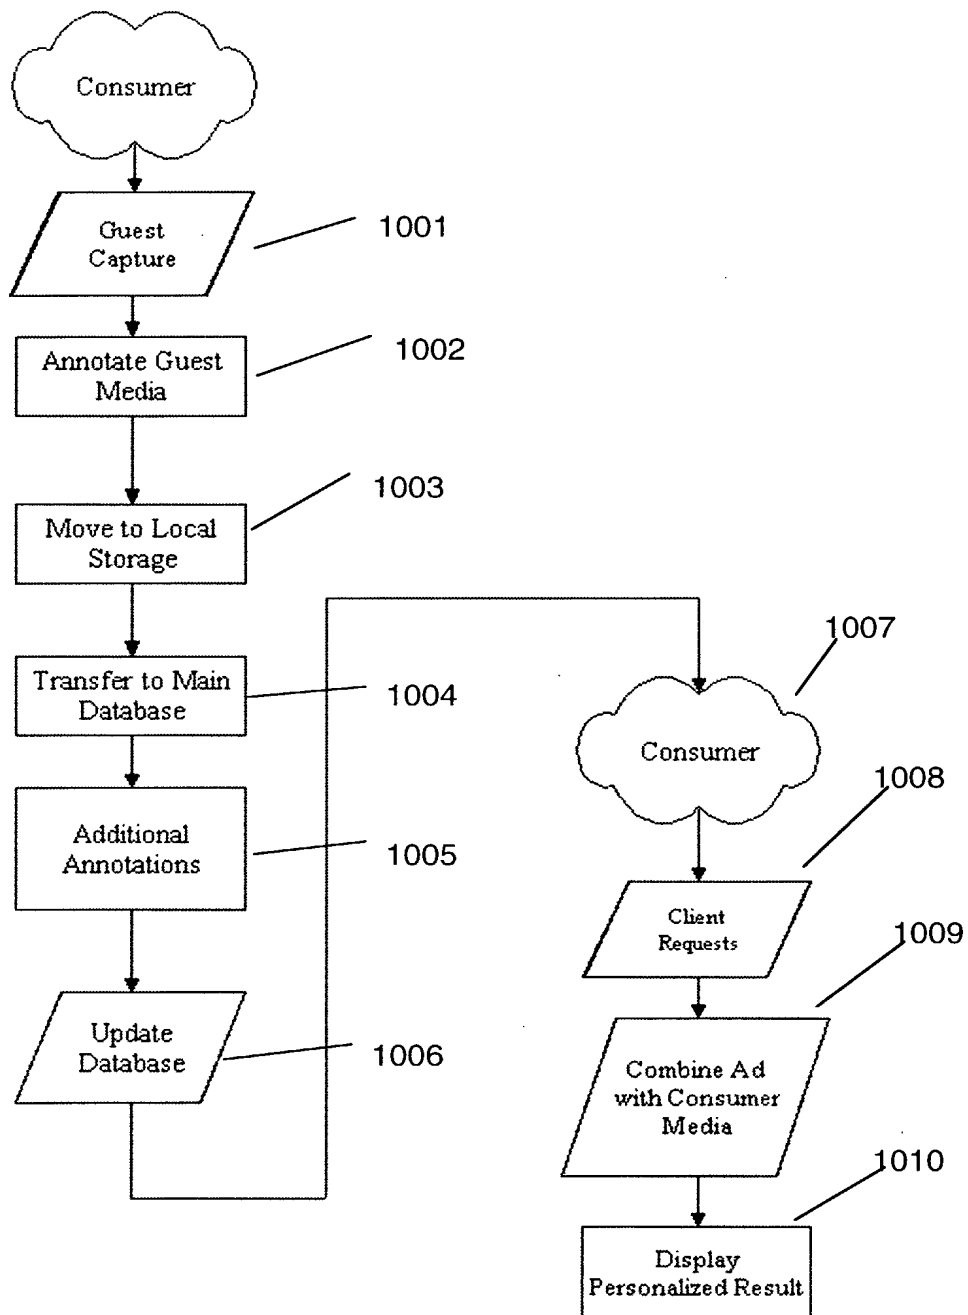 Consumer
Guest
Capture
1001
Annotate Guest
Media
1002
Move to Local
Storage
1003
Transfer to Main
Database
1004
Additional
Annotations
1005
Update
Database
1006
Consumer
1007
Client
Requests
1008
Combine Ad
with Consumer
Media
1009
Display
Personalized Result
1010